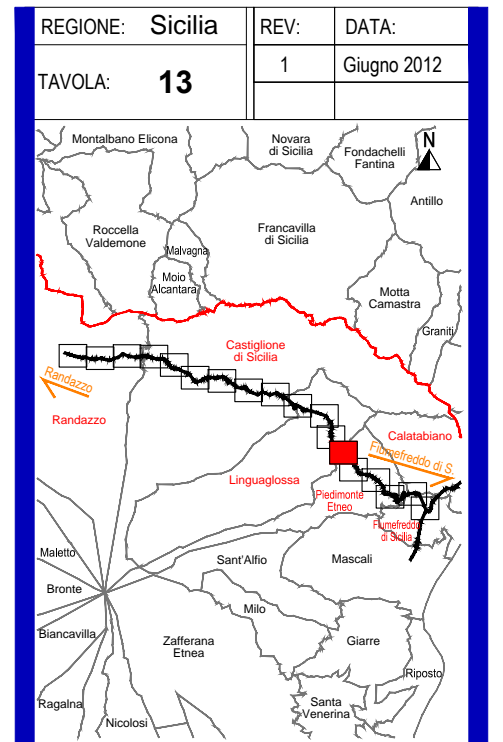 REGIONE: Sicilia
REV:
DATA:
1
Giugno 2012
TAVOLA: 13
Montalbano Elicona
Novara
di Sicilia
Fondachelli
Fantina
N
Antillo
Roccella
Valdemone
Malvagna
Francavilla
di Sicilia
Moio
Alcantara
Motta
Camastra
Graniti
Castiglione
di Sicilia
Randazzo
Randazzo
Calatabiano
Fiumefreddo di S.
Linguaglossa
Piedimonte
Etneo
Fiumefreddo
di Sicilia
Maletto
Sant'Alfio
Mascali
Bronte
Milo
Biancavilla
Zafferana
Etnea
Giarre
Riposto
Ragalna
Nicolosi
Santa
Venerina